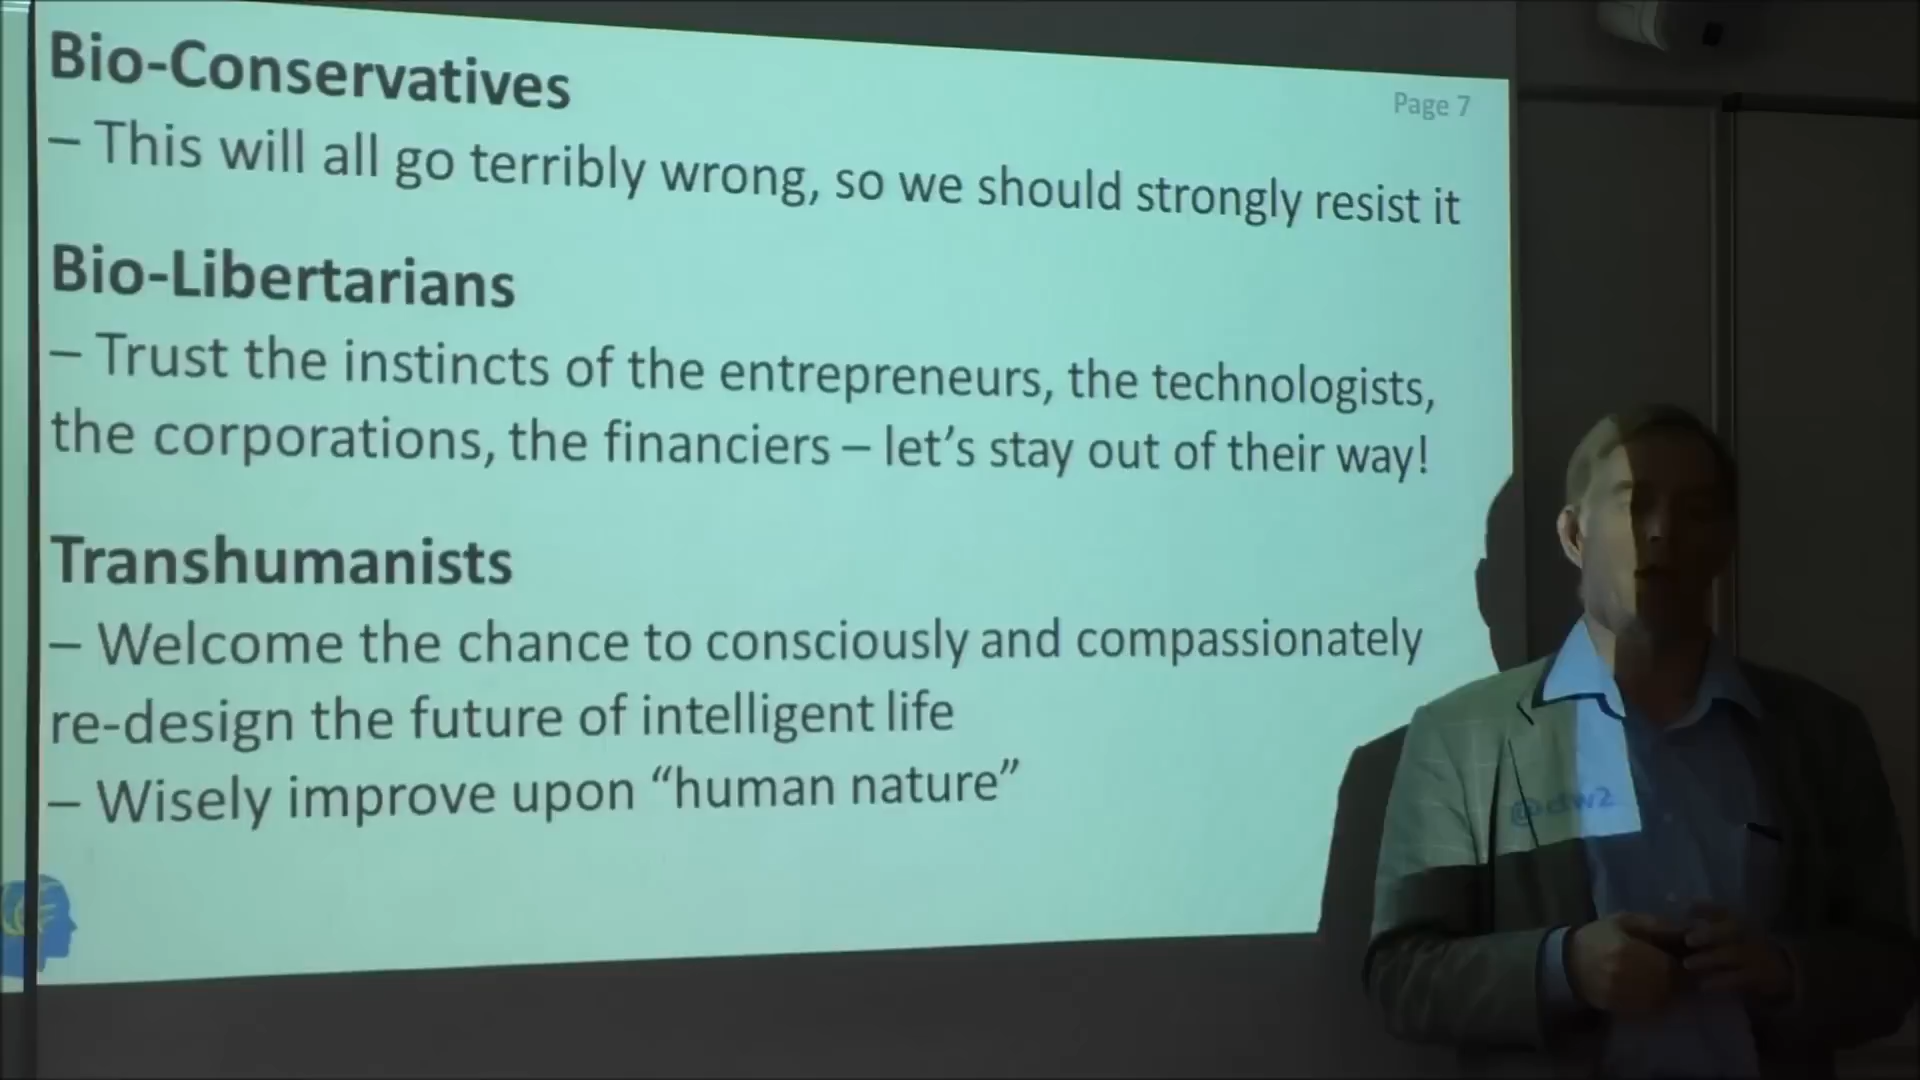 Bio-Conservatives
Page 7
– This will all go terribly wrong, so we should strongly resist it
Bio-Libertarians
– Trust the instincts of the entrepreneurs, the technologists,
the corporations, the financiers – let's stay out of their way!
Transhumanists
– Welcome the chance to consciously and compassionately
re-design the future of intelligent life
– Wisely improve upon “human nature”
@dw2